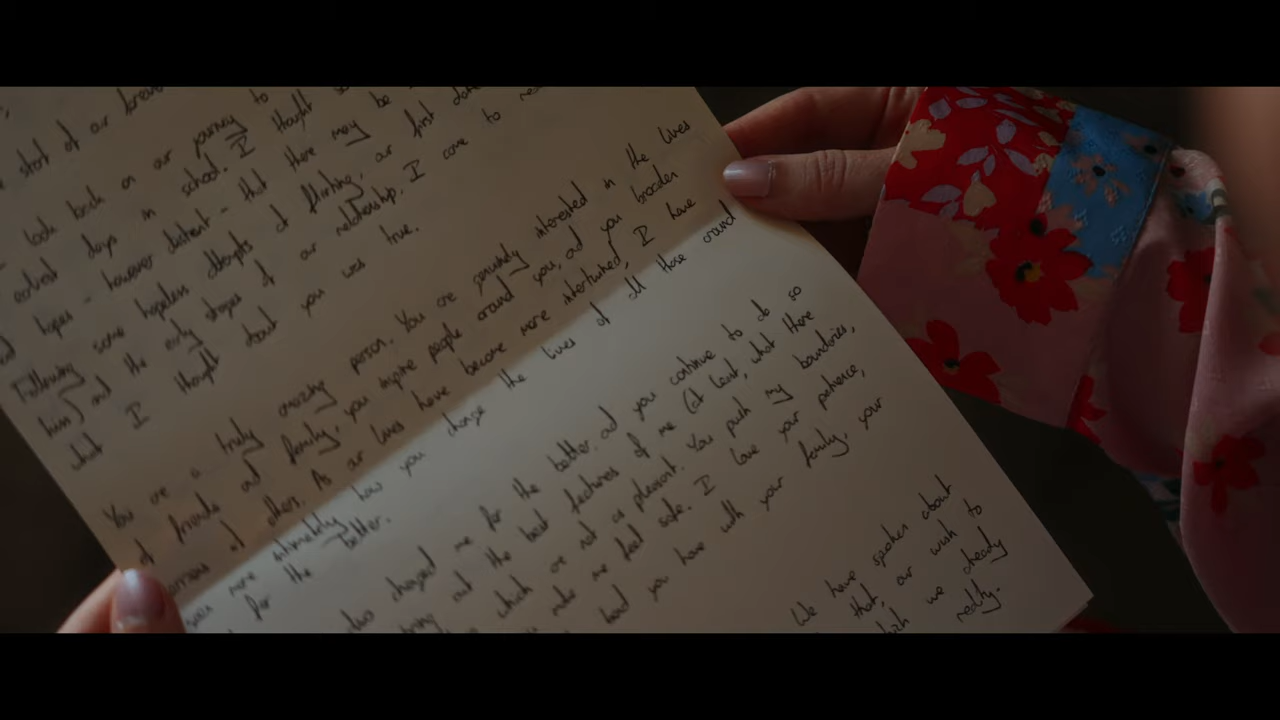 start of our forever
look back on our journey to
earliest days in school. I thought
hopes - however distant - that there may be
Following some hopeless attempts at flirting, our first date
kiss) and the early stages of our relationship. I come to
what I thought about you was true.
You are a truly amazing person. You are genuinely interested in the lives
of friends and family, you inspire people around you, and you broaden
of others. As our lives have become more intertwined, I have
you more intimately how you change the lives of all those around
for the better.
changed me for the better and you continue to do so
out the best features of me (at least, what there
which are not as pleasant. You push my boundaries,
make me feel safe. I love your patience,
bond you have with your family, your
We have spoken about
that, our wish to
we already
reality.